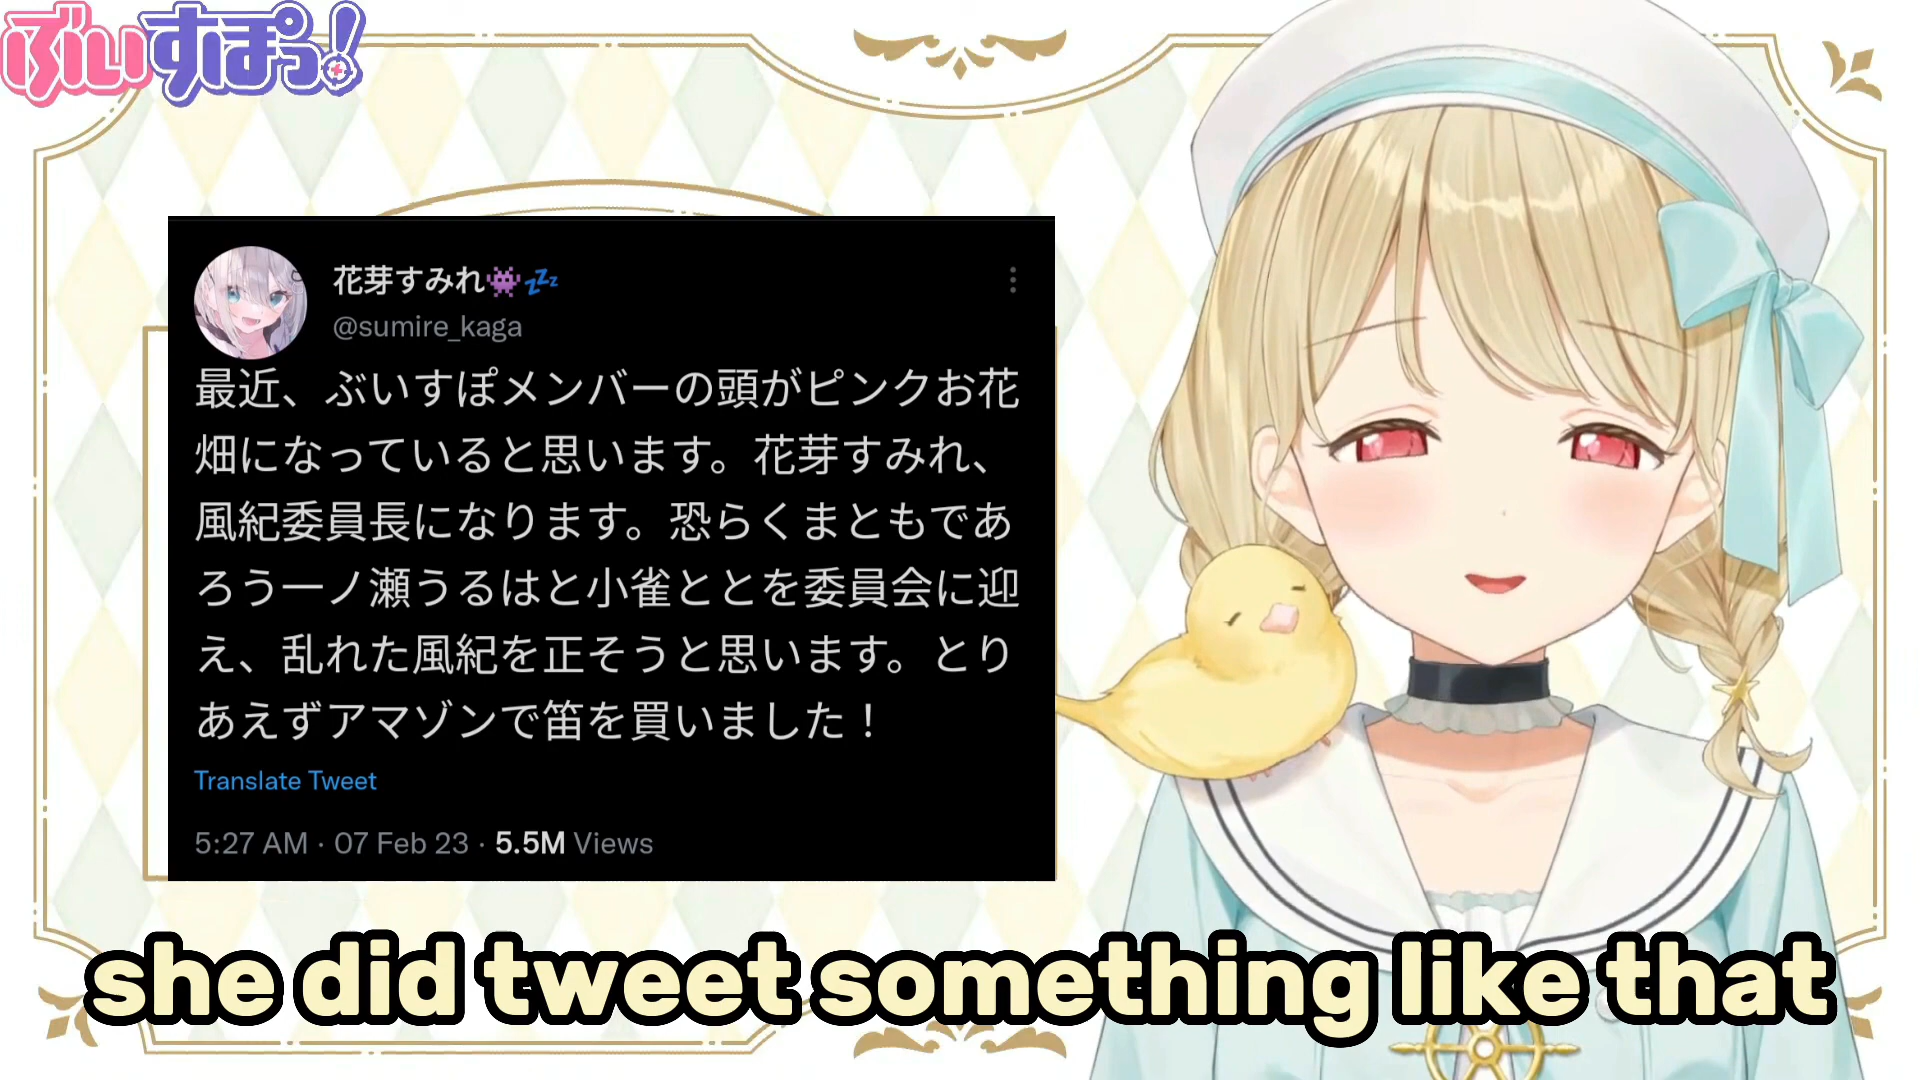 ぶいすぽっ!
花芽すみれ👾💤
@sumire_kaga
最近、ぶいすぽメンバーの頭がピンクお花
畑になっていると思います。花芽すみれ、
風紀委員長になります。恐らくまともであ
ろう一ノ瀬うるはと小雀ととを委員会に迎
え、乱れた風紀を正そうと思います。とり
あえずアマゾンで笛を買いました！
Translate Tweet
5:27 AM · 07 Feb 23 · 5.5M Views
she did tweet something like that